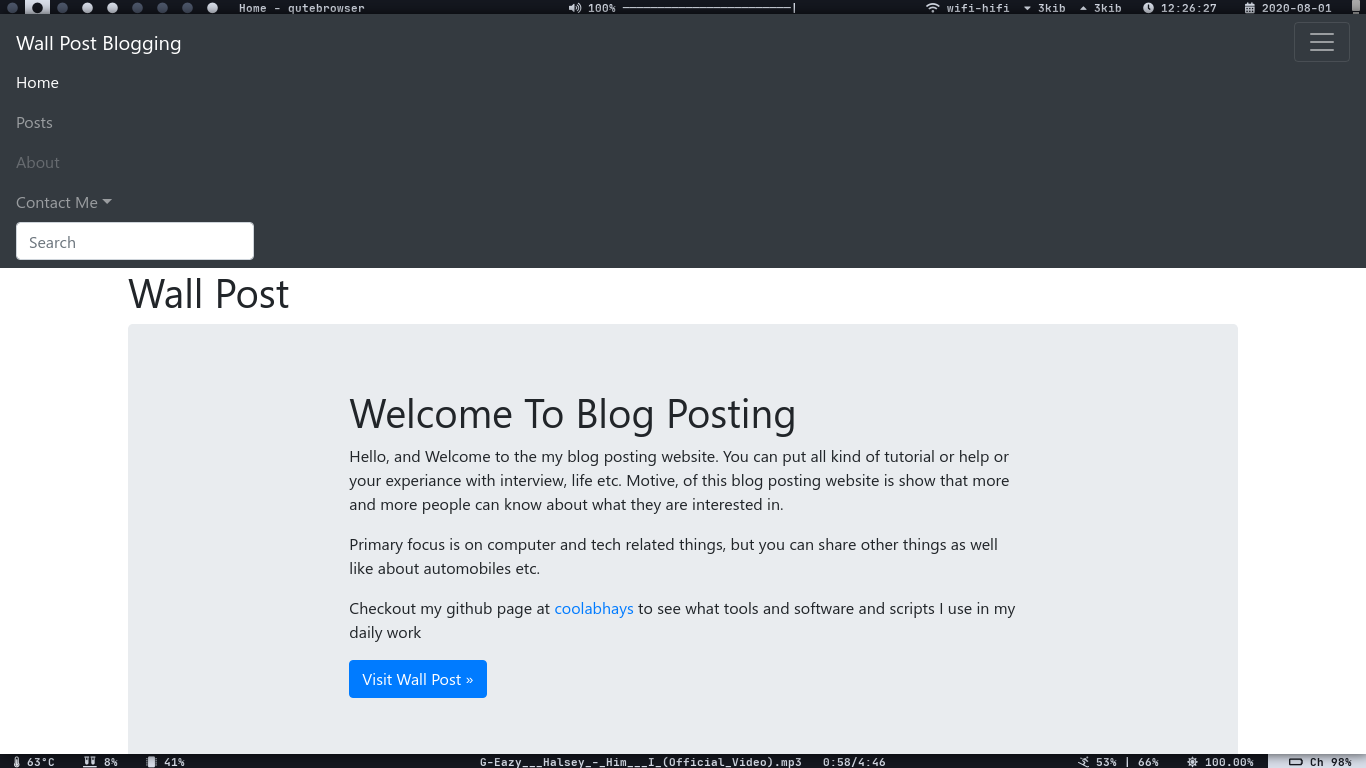 Home - qutebrowser 100% wifi-hifi 3kib 3kib 12:26:27 2020-08-01
Wall Post Blogging
Home
Posts
About
Contact Me
Search
Wall Post
Welcome To Blog Posting
Hello, and Welcome to the my blog posting website. You can put all kind of tutorial or help or
your experiance with interview, life etc. Motive, of this blog posting website is show that more
and more people can know about what they are interested in.
Primary focus is on computer and tech related things, but you can share other things as well
like about automobiles etc.
Checkout my github page at coolabhays to see what tools and software and scripts I use in my
daily work
Visit Wall Post »
63°C 8% 41% G-Eazy___Halsey_-_Him___I_(Official_Video).mp3 0:58/4:46 53% | 66% 100.00% Ch 98%